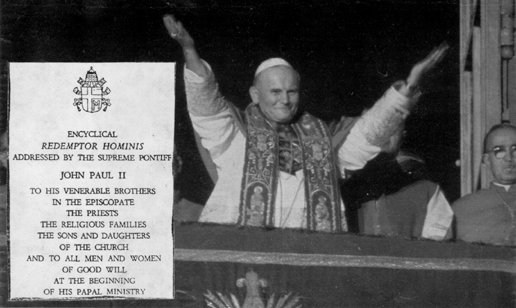 ENCYCLICAL
REDEMPTOR HOMINIS
ADDRESSED BY THE SUPREME PONTIFF
JOHN PAUL II
TO HIS VENERABLE BROTHERS
IN THE EPISCOPATE
THE PRIESTS
THE RELIGIOUS FAMILIES
THE SONS AND DAUGHTERS
OF THE CHURCH
AND TO ALL MEN AND WOMEN
OF GOOD WILL
AT THE BEGINNING
OF HIS PAPAL MINISTRY